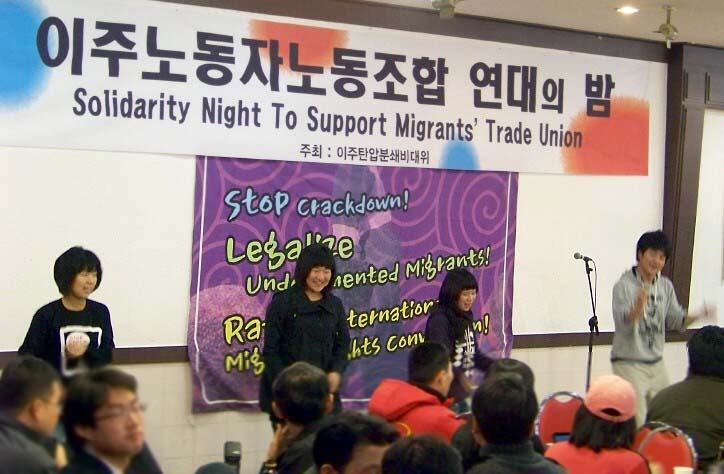 이주노동자노동조합 연대의 밤
Solidarity Night To Support Migrants' Trade Union
주최 : 이주탄압분쇄비대위
Stop crackdown!
Legalize
Migrants!